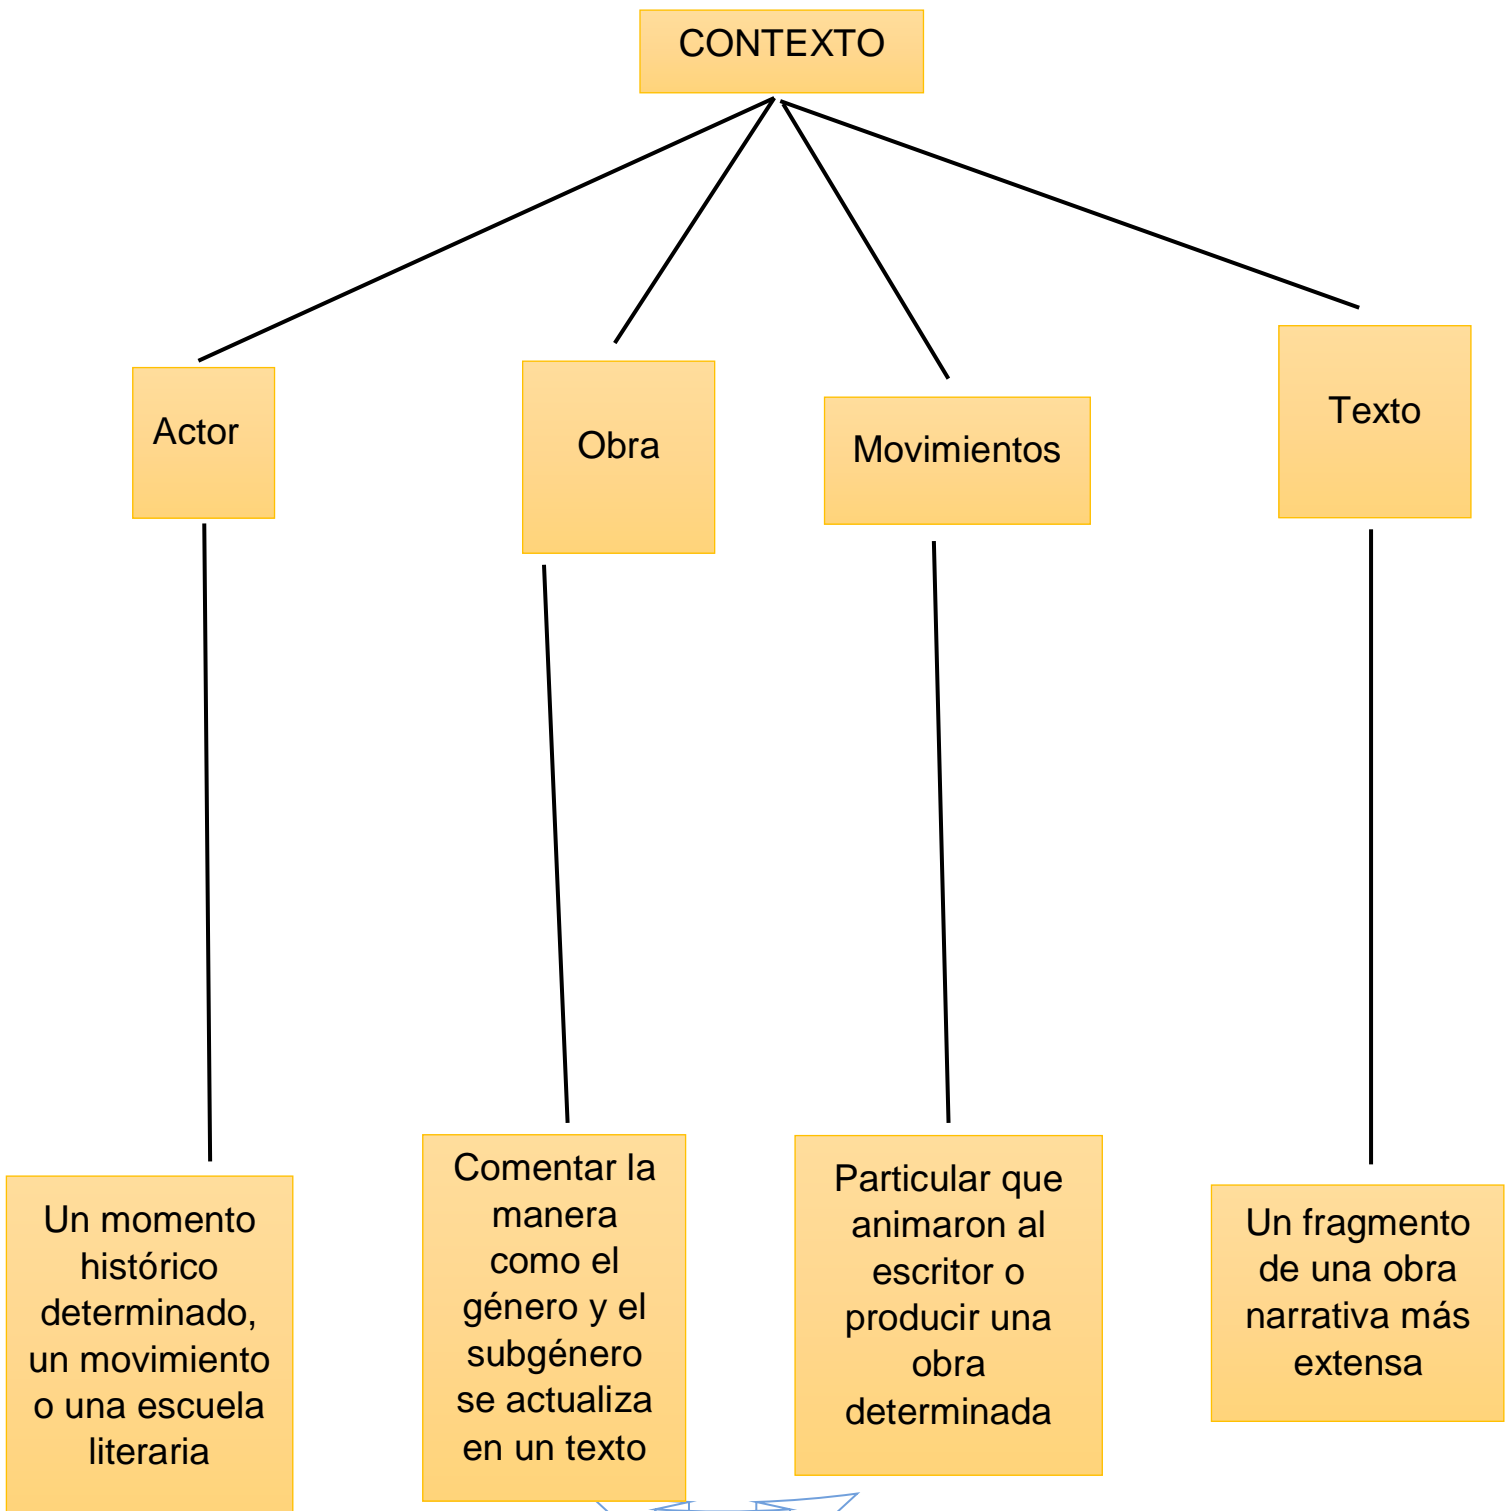 CONTEXTO
Actor
Obra
Movimientos
Texto
Un momento
histórico
determinado,
un movimiento
o una escuela
literaria
Comentar la
manera
como el
género y el
subgénero
se actualiza
en un texto
Particular que
animaron al
escritor o
producir una
obra
determinada
Un fragmento
de una obra
narrativa más
extensa